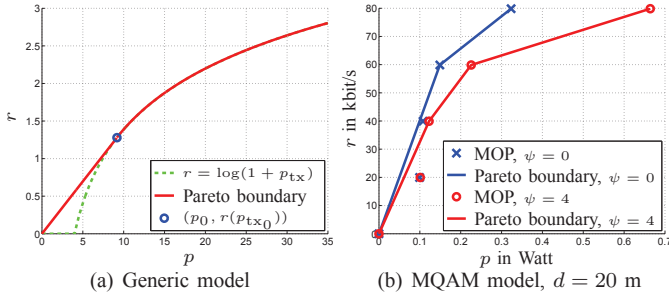 3
2.5
2
1.5
1
0.5
0
r
0 5 10 15 20 25 30 35
p
r = log(1 + p_tx)
Pareto boundary
(p_0, r(p_tx_0))
(a) Generic model
80
70
60
50
40
30
20
10
0
r in kbit/s
0 0.1 0.2 0.3 0.4 0.5 0.6 0.7
p in Watt
MOP, ψ = 0
Pareto boundary, ψ = 0
MOP, ψ = 4
Pareto boundary, ψ = 4
(b) MQAM model, d = 20 m